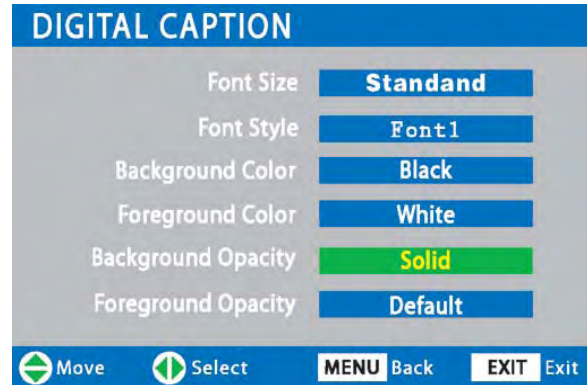 DIGITAL CAPTION
Font Size Standand
Font Style Font1
Background Color Black
Foreground Color White
Background Opacity Solid
Foreground Opacity Default
Move Select MENU Back EXIT Exit